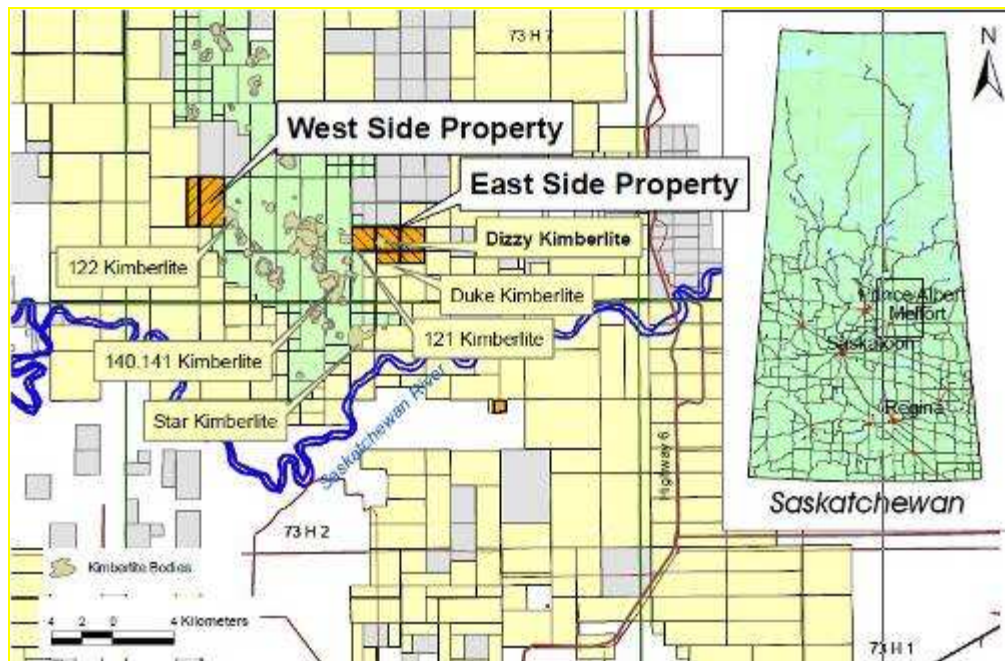 73 H 7
N
West Side Property
East Side Property
Dizzy Kimberlite
122 Kimberlite
Duke Kimberlite
121 Kimberlite
140.141 Kimberlite
Star Kimberlite
Saskatchewan River
Highway 6
Prince Albert
Melfort
Saskatoon
Regina
Saskatchewan
73 H 2
Kimberlite Bodies
4 2 0 4 Kilometers
73 H 1